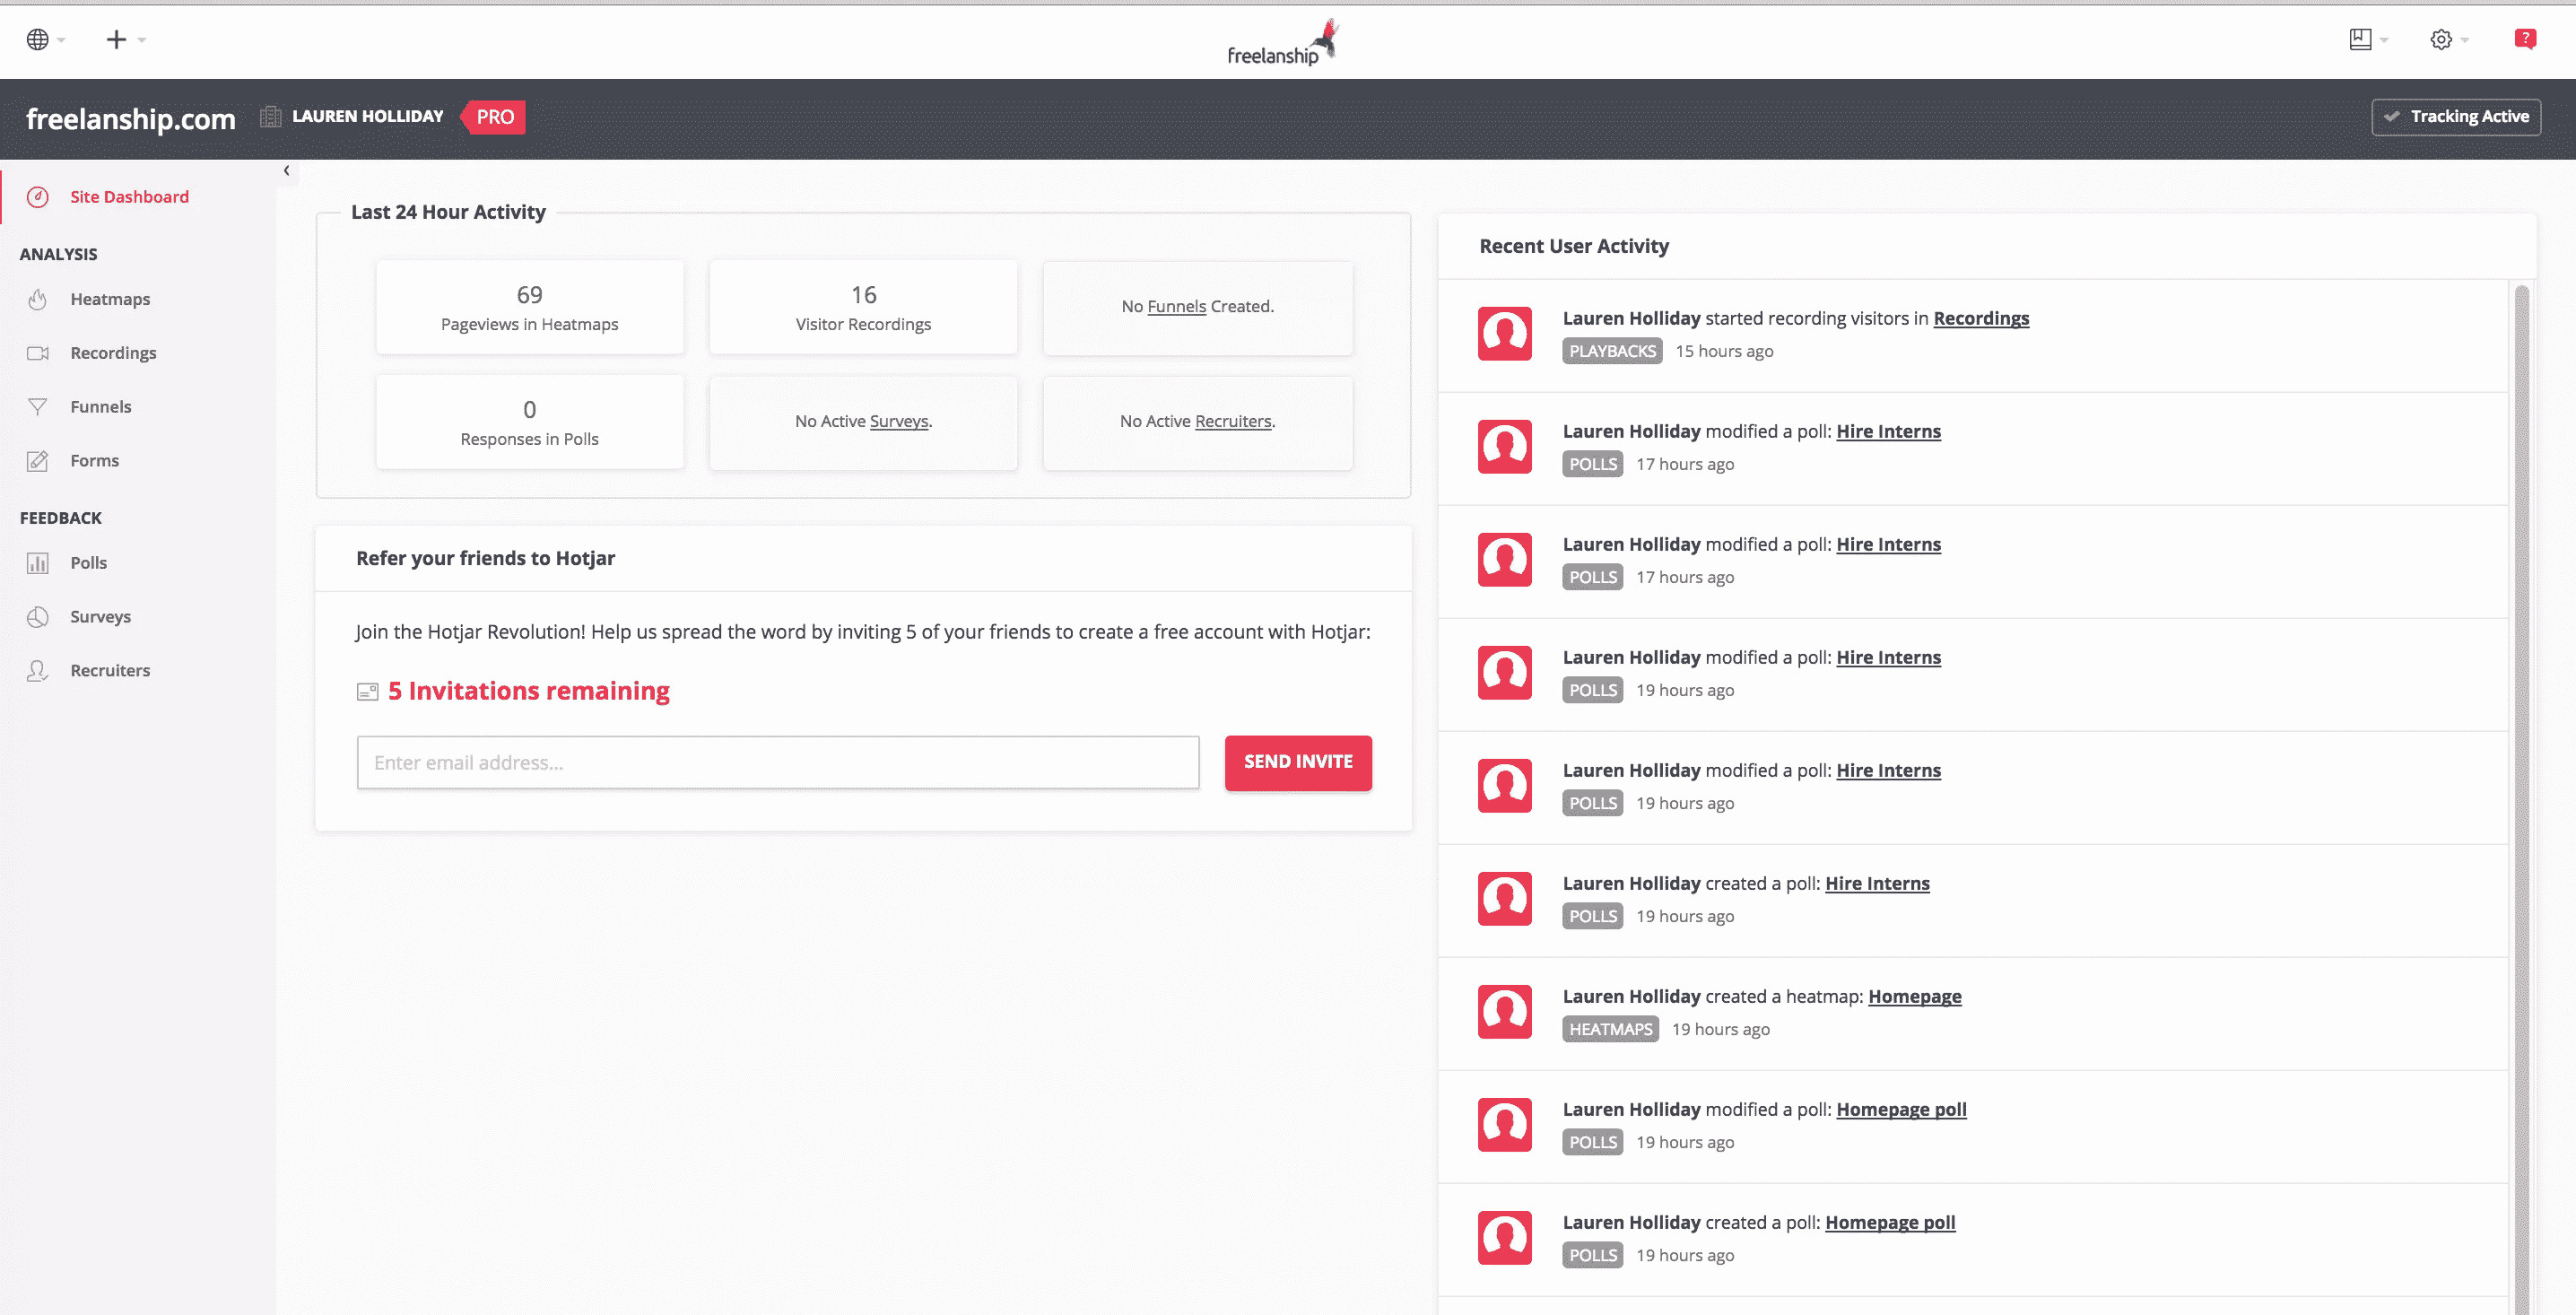 freelanship
?
freelanship.com LAUREN HOLLIDAY PRO
Tracking Active
Site Dashboard
ANALYSIS
Heatmaps
Recordings
Funnels
Forms
FEEDBACK
Polls
Surveys
Recruiters
Last 24 Hour Activity
69
Pageviews in Heatmaps
16
Visitor Recordings
No Funnels Created.
0
Responses in Polls
No Active Surveys.
No Active Recruiters.
Refer your friends to Hotjar
Join the Hotjar Revolution! Help us spread the word by inviting 5 of your friends to create a free account with Hotjar:
5 Invitations remaining
Enter email address...
SEND INVITE
Recent User Activity
Lauren Holliday started recording visitors in Recordings
PLAYBACKS 15 hours ago
Lauren Holliday modified a poll: Hire Interns
POLLS 17 hours ago
Lauren Holliday modified a poll: Hire Interns
POLLS 17 hours ago
Lauren Holliday modified a poll: Hire Interns
POLLS 19 hours ago
Lauren Holliday modified a poll: Hire Interns
POLLS 19 hours ago
Lauren Holliday created a poll: Hire Interns
POLLS 19 hours ago
Lauren Holliday created a heatmap: Homepage
HEATMAPS 19 hours ago
Lauren Holliday modified a poll: Homepage poll
POLLS 19 hours ago
Lauren Holliday created a poll: Homepage poll
POLLS 19 hours ago